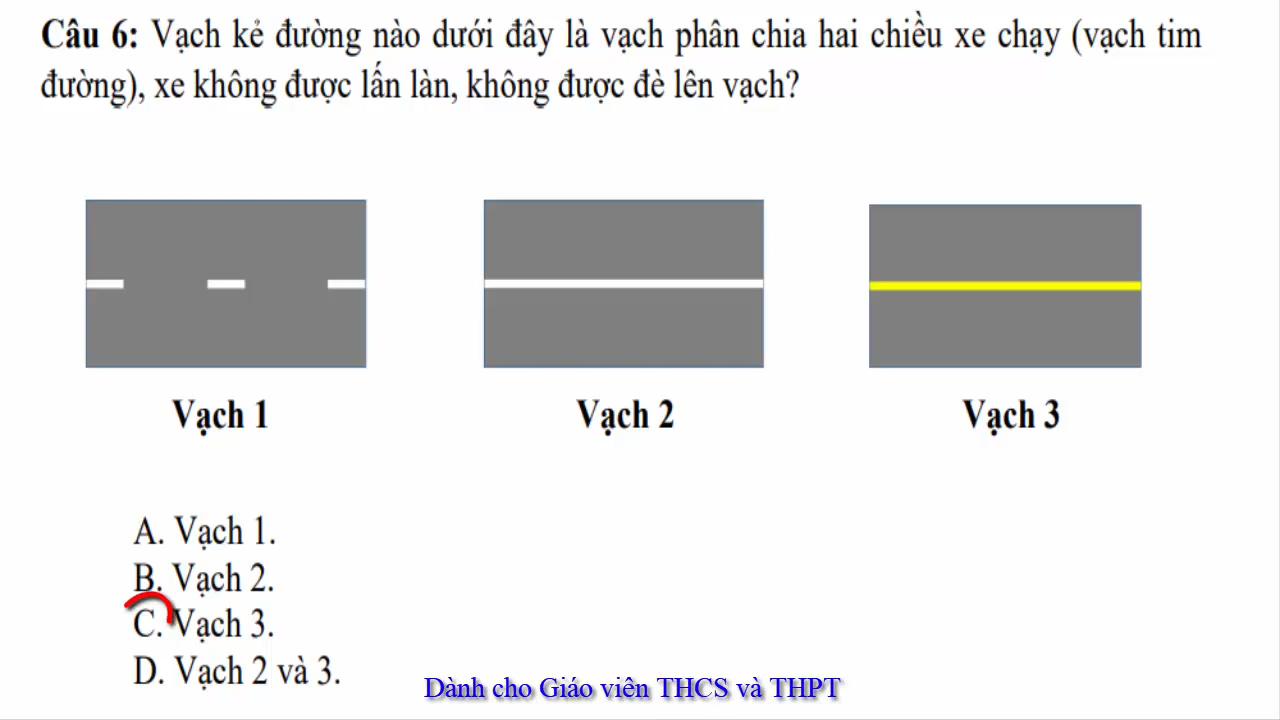 Câu 6: Vạch kẻ đường nào dưới đây là vạch phân chia hai chiều xe chạy (vạch tim
đường), xe không được lấn làn, không được đè lên vạch?
Vạch 1 Vạch 2 Vạch 3
A. Vạch 1.
B. Vạch 2.
C. Vạch 3.
D. Vạch 2 và 3.
Dành cho Giáo viên THCS và THPT